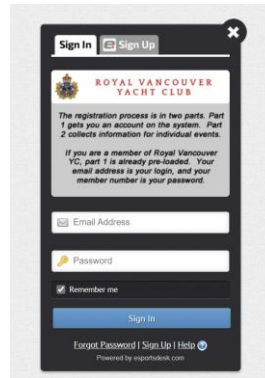 Sign In Sign Up
ROYAL VANCOUVER
YACHT CLUB
The registration process is in two parts. Part
1 gets you an account on the system. Part
2 collects information for individual events.
If you are a member of Royal Vancouver
YC, part 1 is already pre-loaded. Your
email address is your login, and your
member number is your password.
Email Address
Password
Remember me
Sign In
Forgot Password | Sign Up | Help
Powered by esportsdesk.com